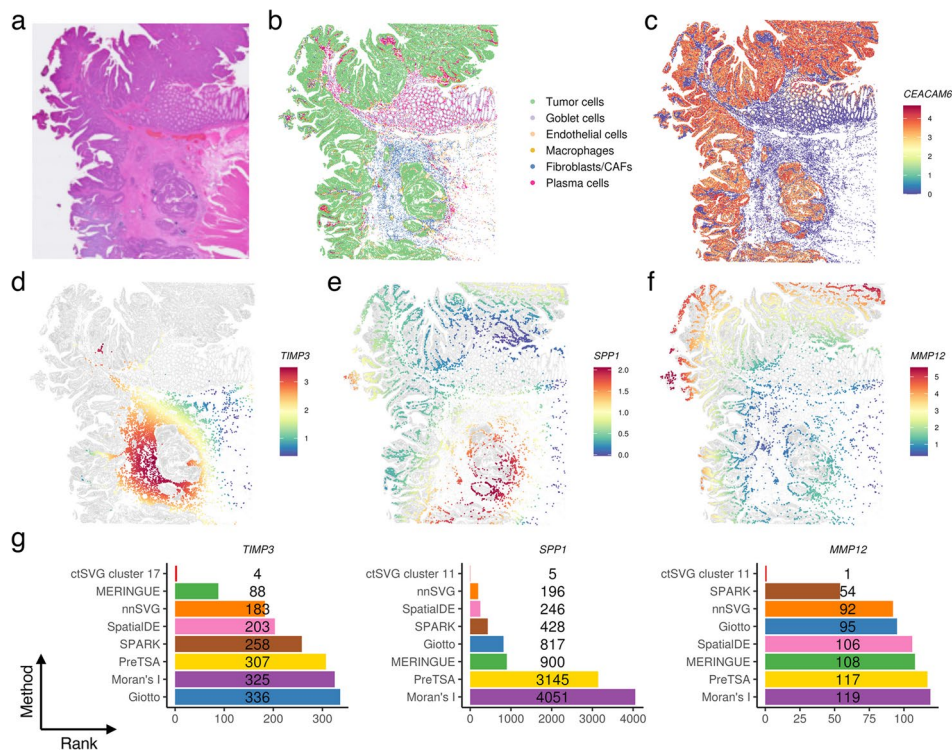 a
b
c
Tumor cells
Goblet cells
Endothelial cells
Macrophages
Fibroblasts/CAFs
Plasma cells
CEACAM6
4
3
2
1
0
d
e
f
TIMP3
3
2
1
SPP1
2.0
1.5
1.0
0.5
0.0
MMP12
5
4
3
2
1
g
TIMP3
ctSVG cluster 17 4
MERINGUE 88
nnSVG 183
SpatialDE 203
SPARK 258
PreTSA 307
Moran's I 325
Giotto 336
0 100 200 300
SPP1
ctSVG cluster 11 5
nnSVG 196
SpatialDE 246
SPARK 428
Giotto 817
MERINGUE 900
PreTSA 3145
Moran's I 4051
0 1000 2000 3000 4000
MMP12
ctSVG cluster 11 1
SPARK 54
nnSVG 92
Giotto 95
SpatialDE 106
MERINGUE 108
PreTSA 117
Moran's I 119
0 25 50 75 100
Method
Rank